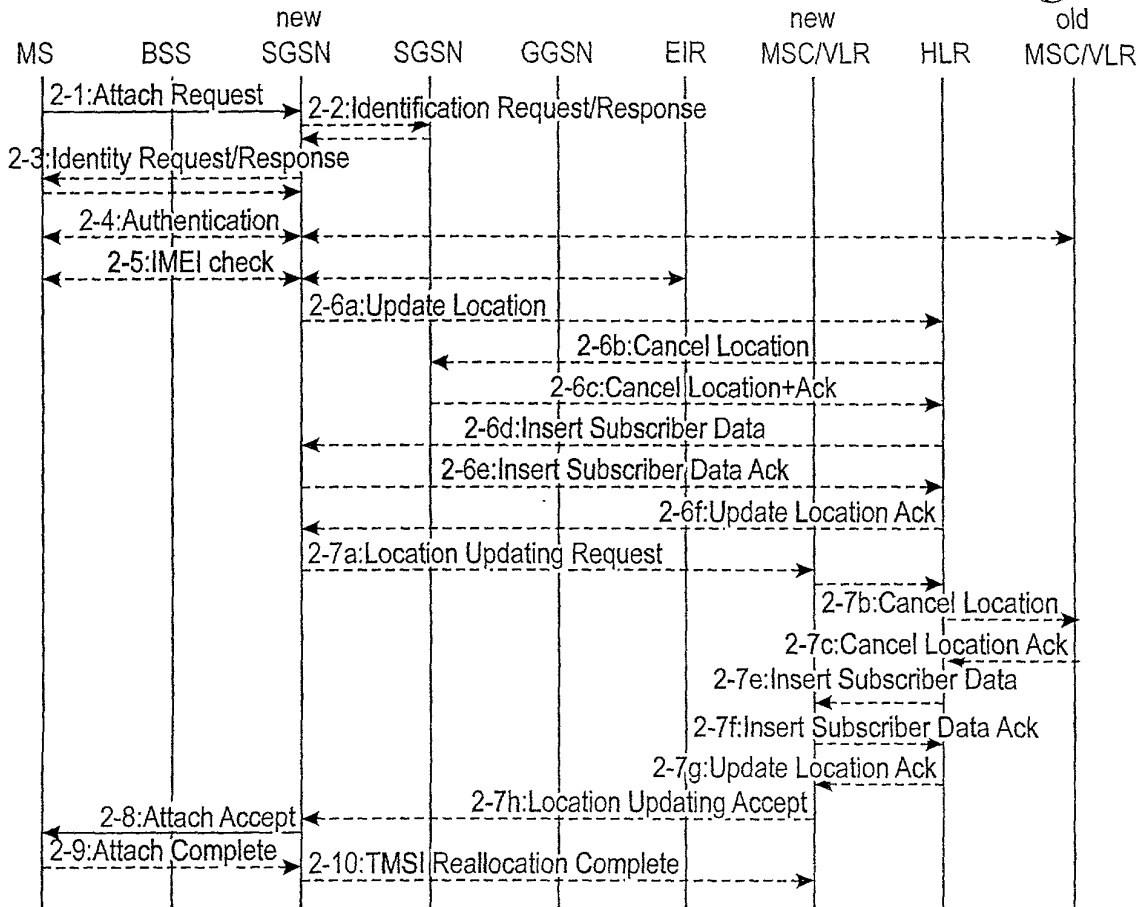 new new old
MS BSS SGSN SGSN GGSN EIR MSC/VLR HLR MSC/VLR
2-1:Attach Request
2-2:Identification Request/Response
2-3:Identity Request/Response
2-4:Authentication
2-5:IMEI check
2-6a:Update Location
2-6b:Cancel Location
2-6c:Cancel Location+Ack
2-6d:Insert Subscriber Data
2-6e:Insert Subscriber Data Ack
2-6f:Update Location Ack
2-7a:Location Updating Request
2-7b:Cancel Location
2-7c:Cancel Location Ack
2-7e:Insert Subscriber Data
2-7f:Insert Subscriber Data Ack
2-7g:Update Location Ack
2-7h:Location Updating Accept
2-8:Attach Accept
2-9:Attach Complete
2-10:TMSI Reallocation Complete